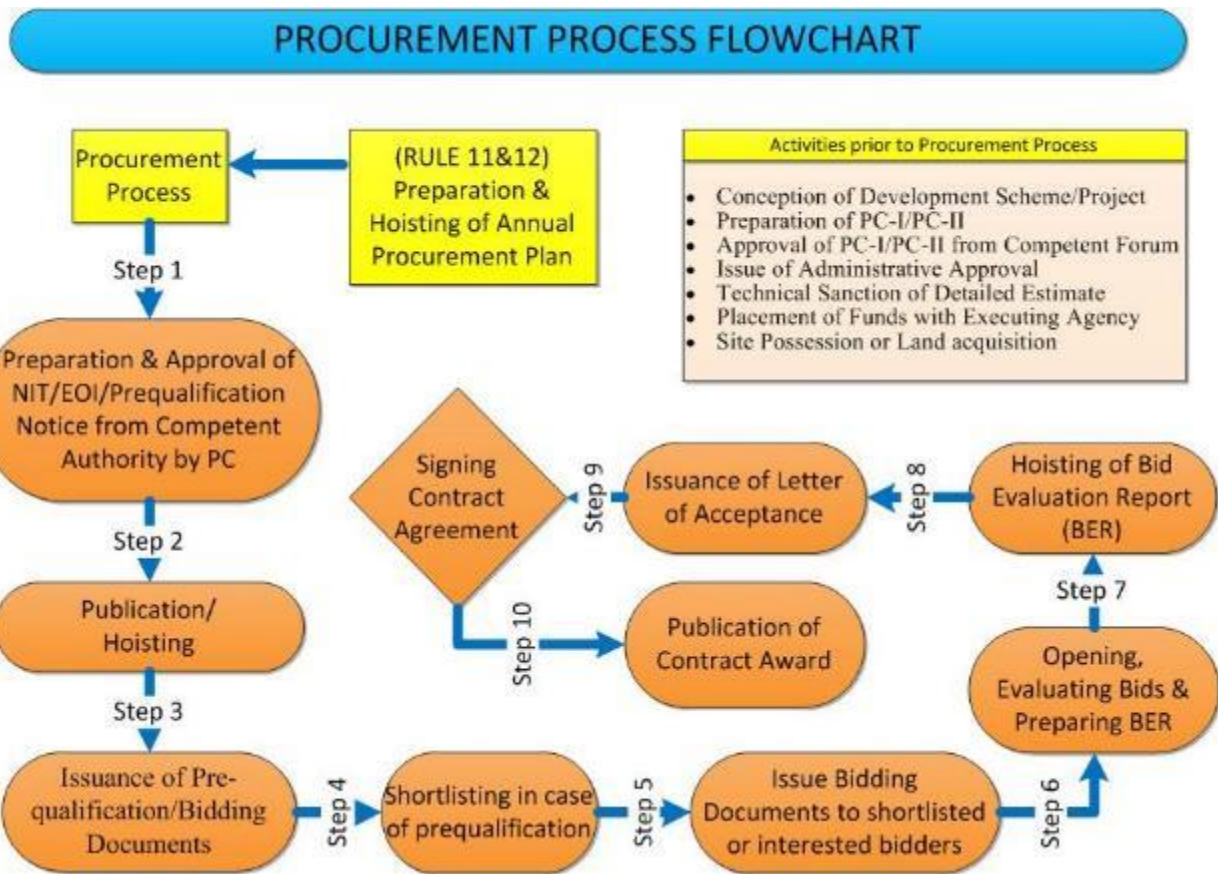 PROCUREMENT PROCESS FLOWCHART
Procurement
Process
(RULE 11&12)
Preparation &
Hoisting of Annual
Procurement Plan
Activities prior to Procurement Process
• Conception of Development Scheme/Project
• Preparation of PC-I/PC-II
• Approval of PC-I/PC-II from Competent Forum
• Issue of Administrative Approval
• Technical Sanction of Detailed Estimate
• Placement of Funds with Executing Agency
• Site Possession or Land acquisition
Step 1
Preparation & Approval of
NIT/EOI/Prequalification
Notice from Competent
Authority by PC
Step 2
Publication/
Hoisting
Step 3
Issuance of Pre-
qualification/Bidding
Documents
Step 4
Shortlisting in case
of prequalification
Step 5
Issue Bidding
Documents to shortlisted
or interested bidders
Step 6
Opening,
Evaluating Bids &
Preparing BER
Step 7
Hoisting of Bid
Evaluation Report
(BER)
Step 8
Issuance of Letter
of Acceptance
Step 9
Signing
Contract
Agreement
Step 10
Publication of
Contract Award